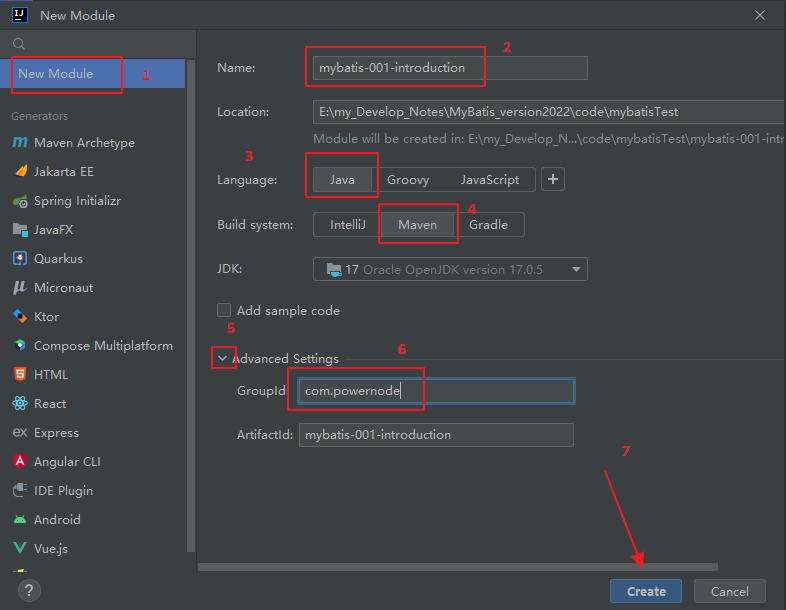 New Module
New Module
1
Generators
Maven Archetype
Jakarta EE
Spring Initializr
JavaFX
Quarkus
Micronaut
Ktor
Compose Multiplatform
HTML
React
Express
Angular CLI
IDE Plugin
Android
Vue.js
2
Name: mybatis-001-introduction
Location: E:\my_Develop_Notes\MyBatis_version2022\code\mybatisTest
Module will be created in: E:\my_Develop_N...\code\mybatisTest\mybatis-001-intr
3
Language: Java Groovy JavaScript +
4
Build system: IntelliJ Maven Gradle
JDK: 17 Oracle OpenJDK version 17.0.5
Add sample code
5
6
Advanced Settings
GroupId: com.powernode
ArtifactId: mybatis-001-introduction
7
? Create Cancel